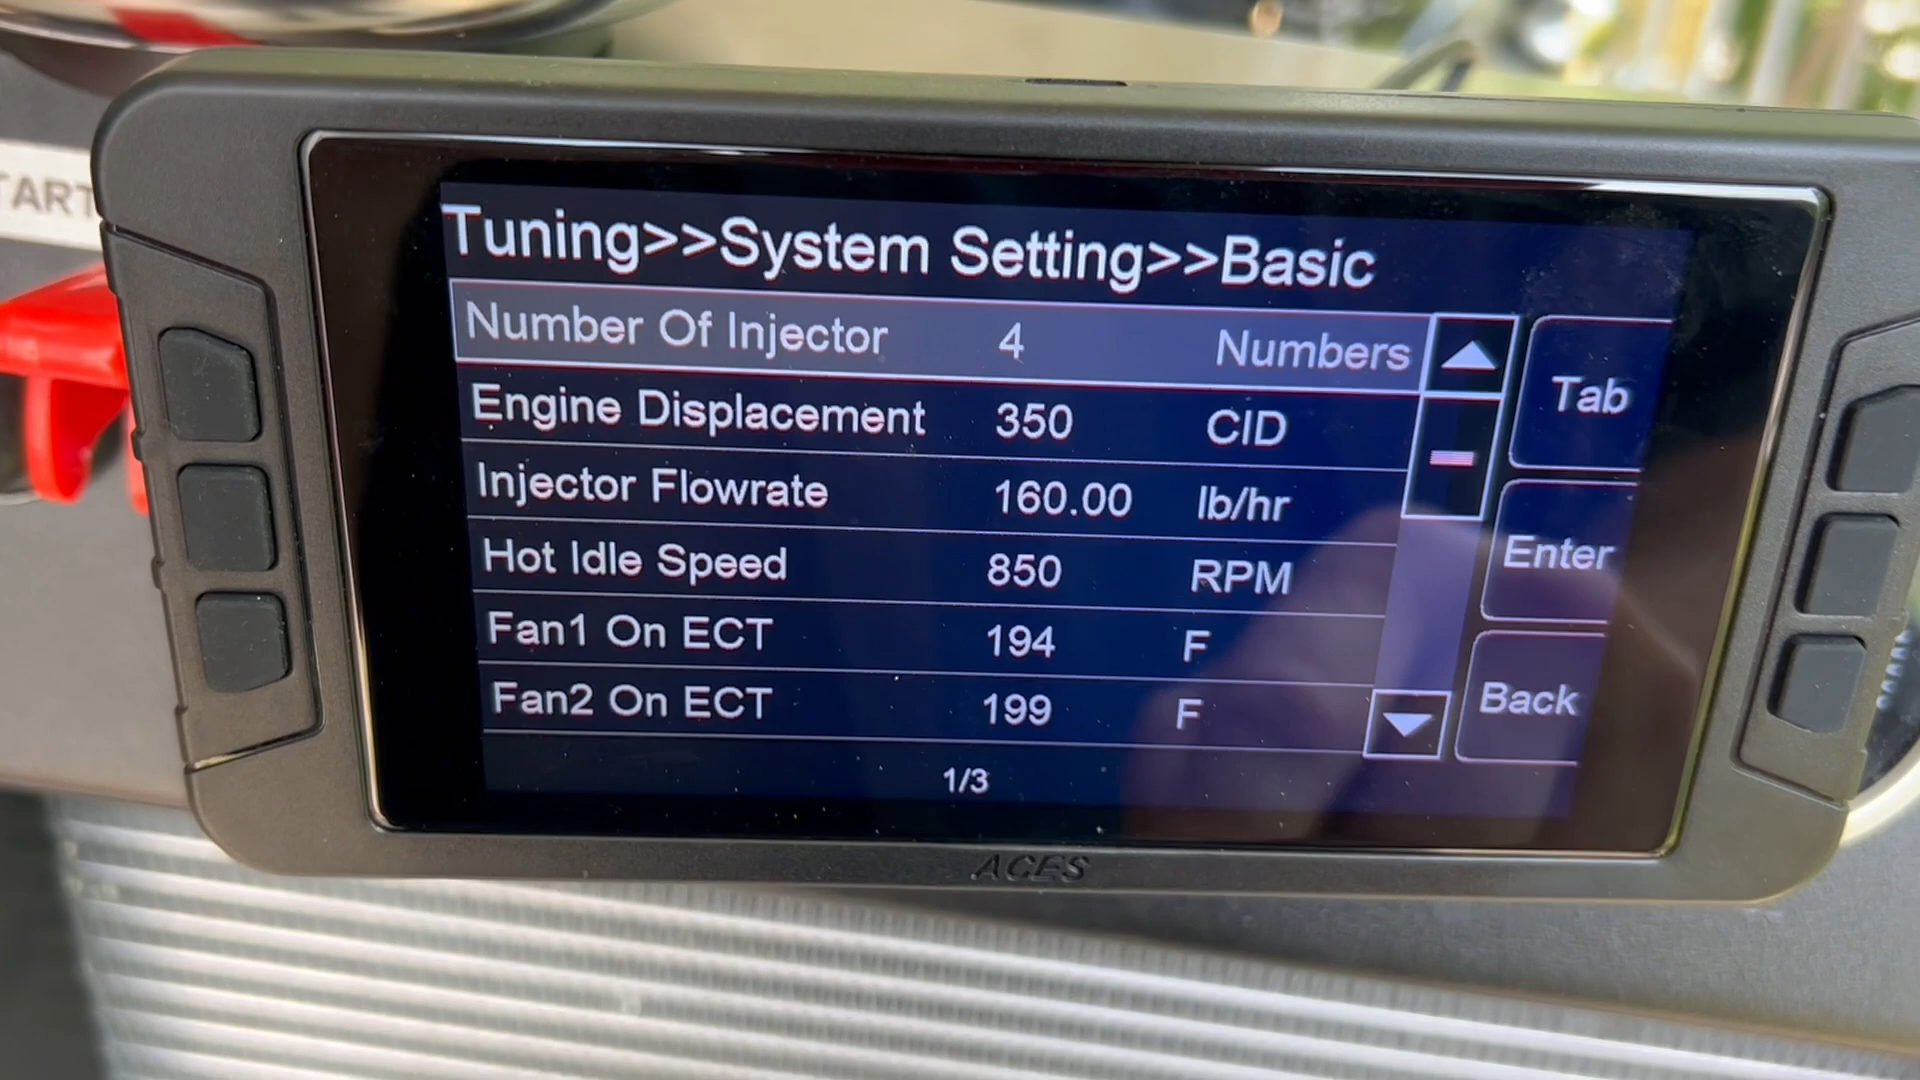 TART
Tuning>>System Setting>>Basic
Number Of Injector 4 Numbers
Engine Displacement 350 CID
Injector Flowrate 160.00 lb/hr
Hot Idle Speed 850 RPM
Fan1 On ECT 194 F
Fan2 On ECT 199 F
1/3
Tab
Enter
Back
ACES